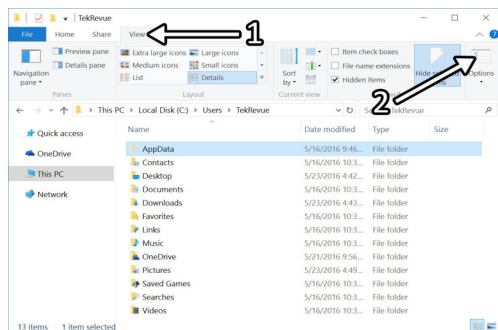 TekRevue
File Home Share View
1
Navigation pane
Preview pane
Details pane
Panes
Extra large icons Large icons
Medium icons Small icons
List Details
Layout
Sort by
Current view
Item check boxes
File name extensions
Hidden items
Hide selected items
Options
2
This PC > Local Disk (C:) > Users > TekRevue
TekRevue
Quick access
OneDrive
This PC
Network
Name Date modified Type Size
AppData 5/16/2016 9:46... File folder
Contacts 5/16/2016 10:3... File folder
Desktop 5/23/2016 4:42... File folder
Documents 5/16/2016 10:3... File folder
Downloads 5/23/2016 4:43... File folder
Favorites 5/16/2016 10:3... File folder
Links 5/16/2016 10:3... File folder
Music 5/16/2016 10:3... File folder
OneDrive 5/21/2016 9:56... File folder
Pictures 5/23/2016 4:49... File folder
Saved Games 5/16/2016 10:3... File folder
Searches 5/16/2016 10:3... File folder
Videos 5/16/2016 10:3... File folder
13 items 1 item selected